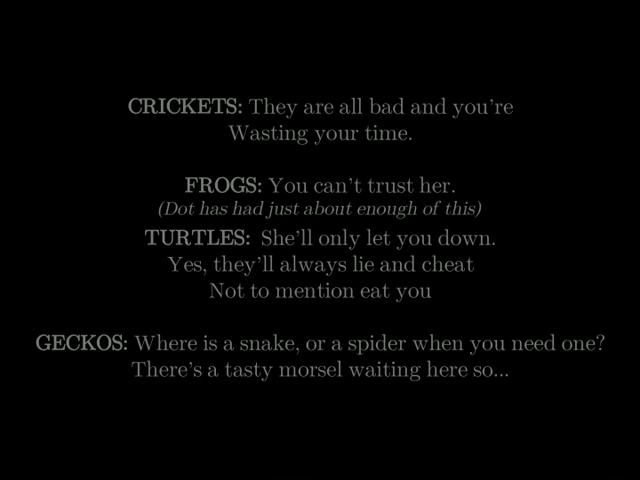 CRICKETS: They are all bad and you're
Wasting your time.
FROGS: You can't trust her.
(Dot has had just about enough of this)
TURTLES: She'll only let you down.
Yes, they'll always lie and cheat
Not to mention eat you
GECKOS: Where is a snake, or a spider when you need one?
There's a tasty morsel waiting here so...